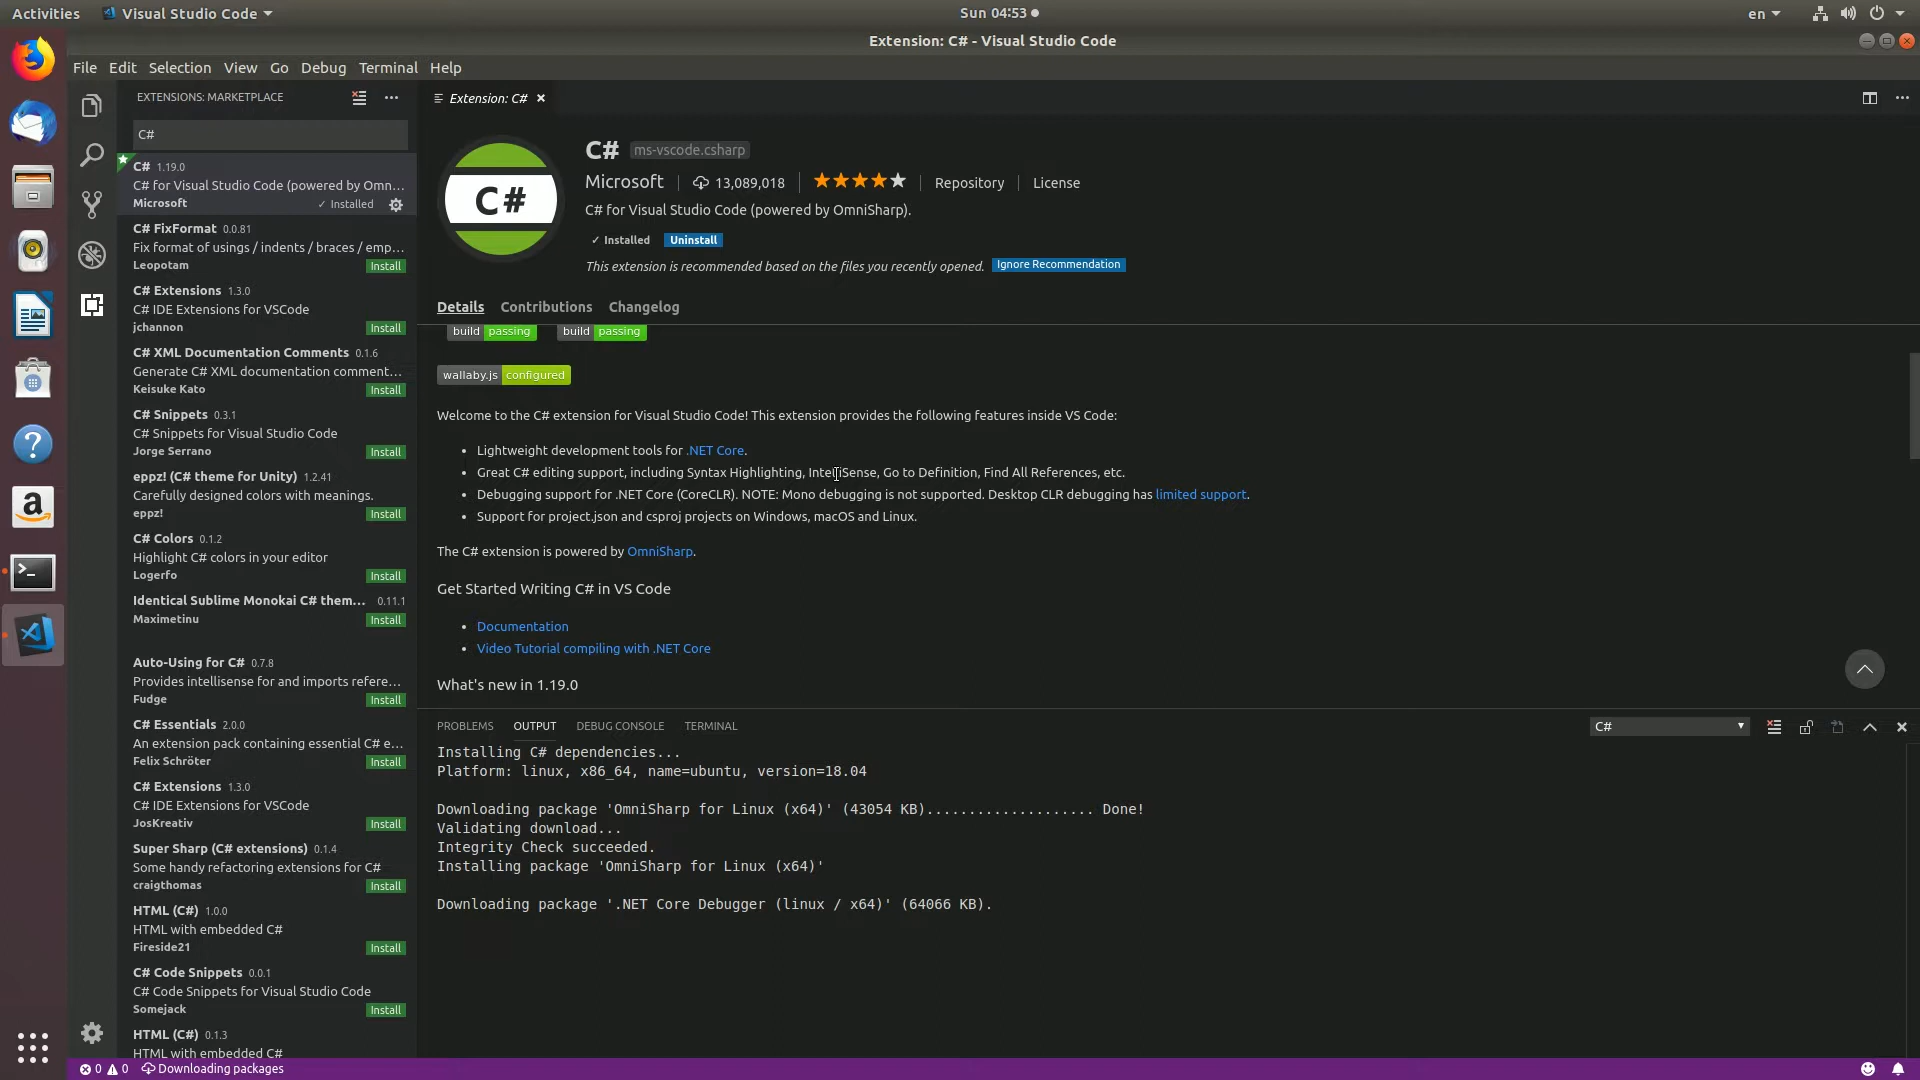 Activities
Visual Studio Code
Sun 04:53
en
Extension: C# - Visual Studio Code
File Edit Selection View Go Debug Terminal Help
EXTENSIONS: MARKETPLACE
C#
C# 1.19.0
C# for Visual Studio Code (powered by Omn...
Microsoft ✓ Installed
C# FixFormat 0.0.81
Fix format of usings / indents / braces / emp...
Leopotam Install
C# Extensions 1.3.0
C# IDE Extensions for VSCode
jchannon Install
C# XML Documentation Comments 0.1.6
Generate C# XML documentation comment...
Keisuke Kato Install
C# Snippets 0.3.1
C# Snippets for Visual Studio Code
Jorge Serrano Install
eppz! (C# theme for Unity) 1.2.41
Carefully designed colors with meanings.
eppz! Install
C# Colors 0.1.2
Highlight C# colors in your editor
Logerfo Install
Identical Sublime Monokai C# them... 0.11.1
Maximetinu Install
Auto-Using for C# 0.7.8
Provides intellisense for and imports refere...
Fudge Install
C# Essentials 2.0.0
An extension pack containing essential C# e...
Felix Schröter Install
C# Extensions 1.3.0
C# IDE Extensions for VSCode
JosKreativ Install
Super Sharp (C# extensions) 0.1.4
Some handy refactoring extensions for C#
craigthomas Install
HTML (C#) 1.0.0
HTML with embedded C#
Fireside21 Install
C# Code Snippets 0.0.1
C# Code Snippets for Visual Studio Code
Somejack Install
HTML (C#) 0.1.3
HTML with embedded C#
Extension: C#
C#
C# ms-vscode.csharp
Microsoft 13,089,018 Repository License
C# for Visual Studio Code (powered by OmniSharp).
✓ Installed Uninstall
This extension is recommended based on the files you recently opened. Ignore Recommendation
Details Contributions Changelog
build passing build passing
wallaby.js configured
Welcome to the C# extension for Visual Studio Code! This extension provides the following features inside VS Code:
• Lightweight development tools for .NET Core.
• Great C# editing support, including Syntax Highlighting, IntelliSense, Go to Definition, Find All References, etc.
• Debugging support for .NET Core (CoreCLR). NOTE: Mono debugging is not supported. Desktop CLR debugging has limited support.
• Support for project.json and csproj projects on Windows, macOS and Linux.
The C# extension is powered by OmniSharp.
Get Started Writing C# in VS Code
• Documentation
• Video Tutorial compiling with .NET Core
What's new in 1.19.0
PROBLEMS OUTPUT DEBUG CONSOLE TERMINAL
C#
Installing C# dependencies...
Platform: linux, x86_64, name=ubuntu, version=18.04
Downloading package 'OmniSharp for Linux (x64)' (43054 KB).................... Done!
Validating download...
Integrity Check succeeded.
Installing package 'OmniSharp for Linux (x64)'
Downloading package '.NET Core Debugger (linux / x64)' (64066 KB).
0 0 Downloading packages